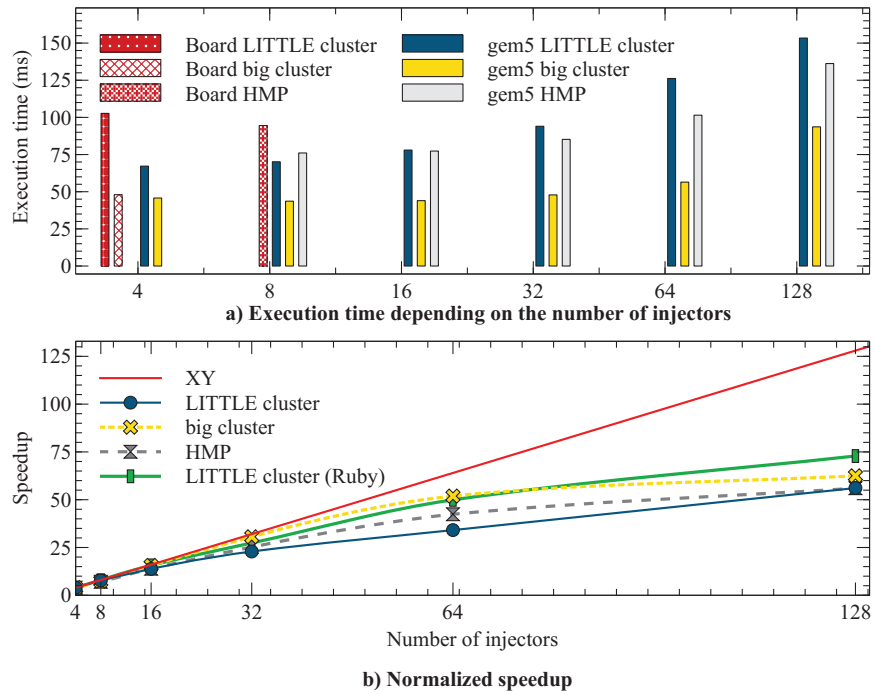 Execution time (ms)
150
125
100
75
50
25
0
Board LITTLE cluster
Board big cluster
Board HMP
gem5 LITTLE cluster
gem5 big cluster
gem5 HMP
4 8 16 32 64 128
a) Execution time depending on the number of injectors
Speedup
125
100
75
50
25
0
XY
LITTLE cluster
big cluster
HMP
LITTLE cluster (Ruby)
4 8 16 32 64 128
Number of injectors
b) Normalized speedup